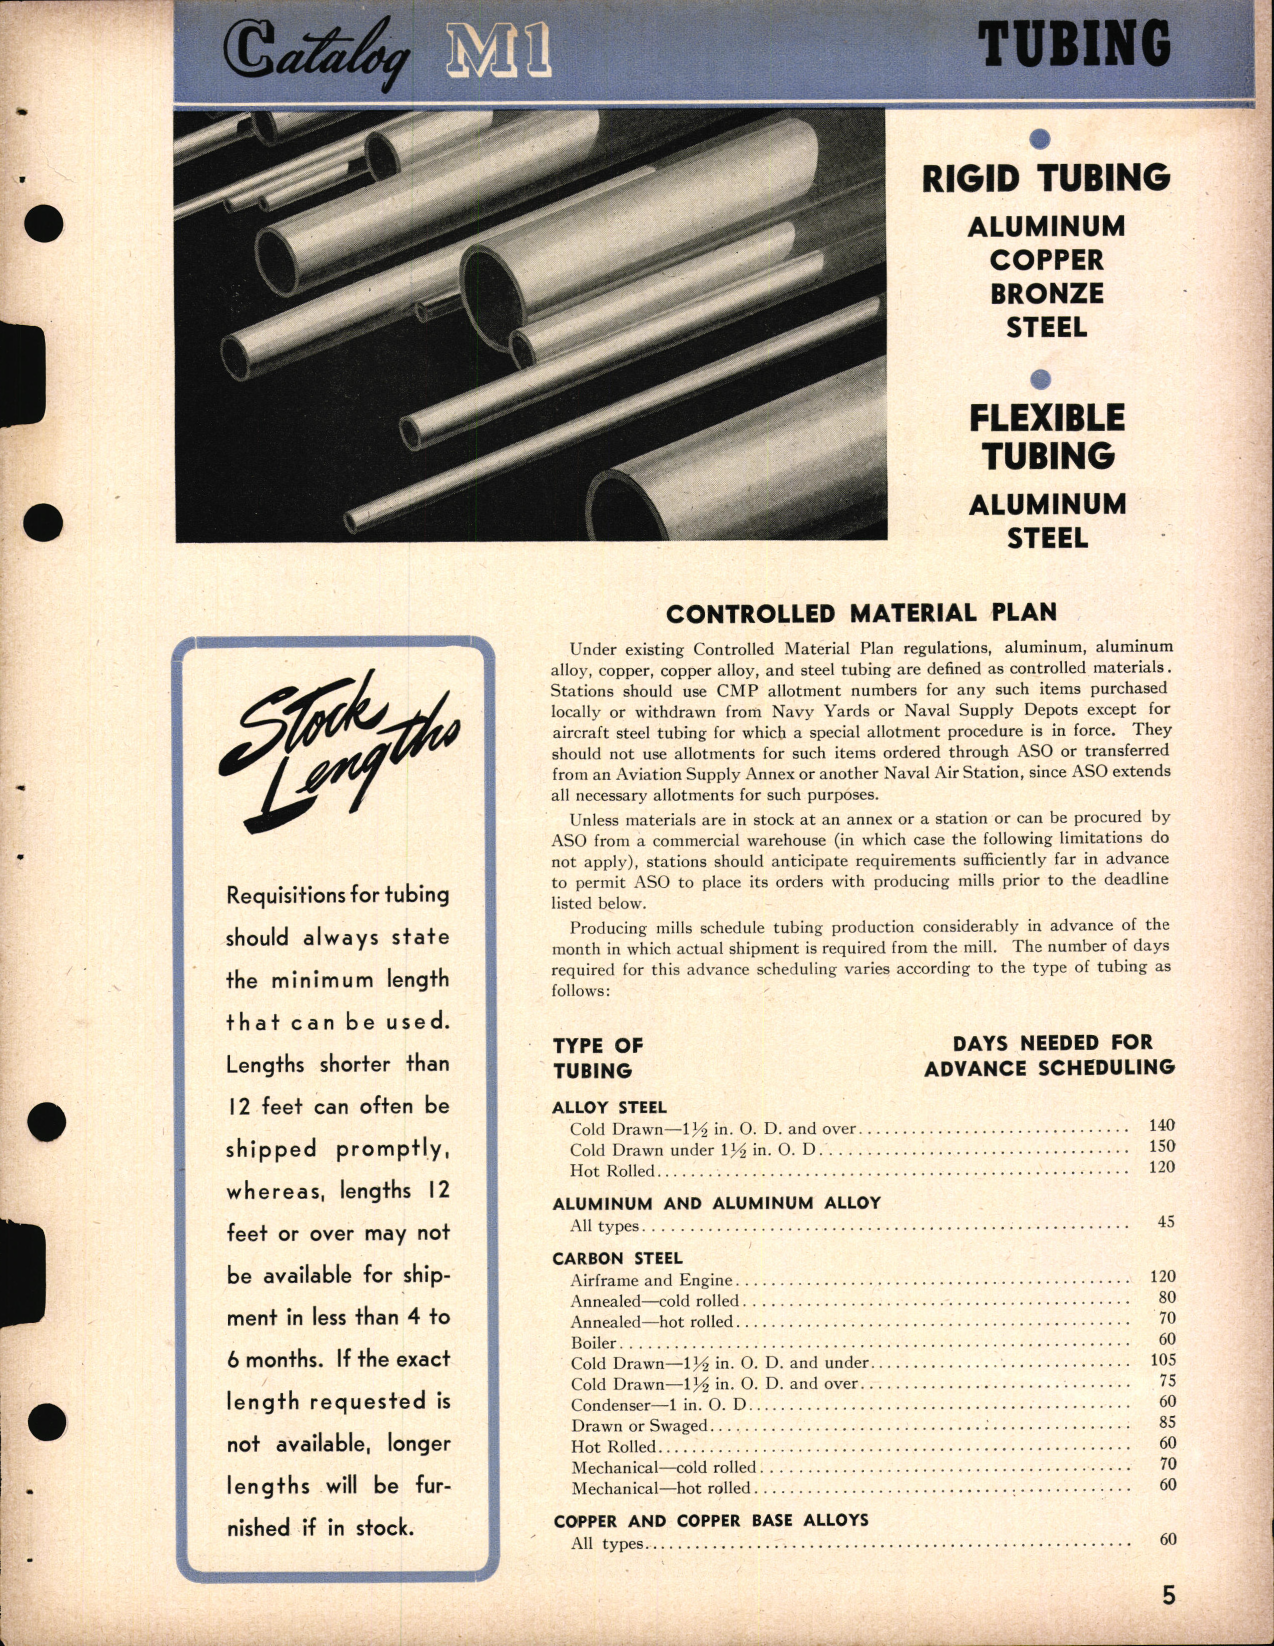 Catalog M1
TUBING
RIGID TUBING
ALUMINUM
COPPER
BRONZE
STEEL
FLEXIBLE
TUBING
ALUMINUM
STEEL
Stock
Lengths
Requisitions for tubing
should always state
the minimum length
that can be used.
Lengths shorter than
12 feet can often be
shipped promptly,
whereas, lengths 12
feet or over may not
be available for ship-
ment in less than 4 to
6 months. If the exact
length requested is
not available, longer
lengths will be fur-
nished if in stock.
CONTROLLED MATERIAL PLAN
Under existing Controlled Material Plan regulations, aluminum, aluminum
alloy, copper, copper alloy, and steel tubing are defined as controlled materials.
Stations should use CMP allotment numbers for any such items purchased
locally or withdrawn from Navy Yards or Naval Supply Depots except for
aircraft steel tubing for which a special allotment procedure is in force. They
should not use allotments for such items ordered through ASO or transferred
from an Aviation Supply Annex or another Naval Air Station, since ASO extends
all necessary allotments for such purposes.
Unless materials are in stock at an annex or a station or can be procured by
ASO from a commercial warehouse (in which case the following limitations do
not apply), stations should anticipate requirements sufficiently far in advance
to permit ASO to place its orders with producing mills prior to the deadline
listed below.
Producing mills schedule tubing production considerably in advance of the
month in which actual shipment is required from the mill. The number of days
required for this advance scheduling varies according to the type of tubing as
follows:
TYPE OF
TUBING
DAYS NEEDED FOR
ADVANCE SCHEDULING
ALLOY STEEL
Cold Drawn—1½ in. O. D. and over 140
Cold Drawn under 1½ in. O. D. 150
Hot Rolled 120
ALUMINUM AND ALUMINUM ALLOY
All types 45
CARBON STEEL
Airframe and Engine 120
Annealed—cold rolled 80
Annealed—hot rolled 70
Boiler 60
Cold Drawn—1½ in. O. D. and under 105
Cold Drawn—1½ in. O. D. and over 75
Condenser—1 in. O. D. 60
Drawn or Swaged 85
Hot Rolled 60
Mechanical—cold rolled 70
Mechanical—hot rolled 60
COPPER AND COPPER BASE ALLOYS
All types 60
5